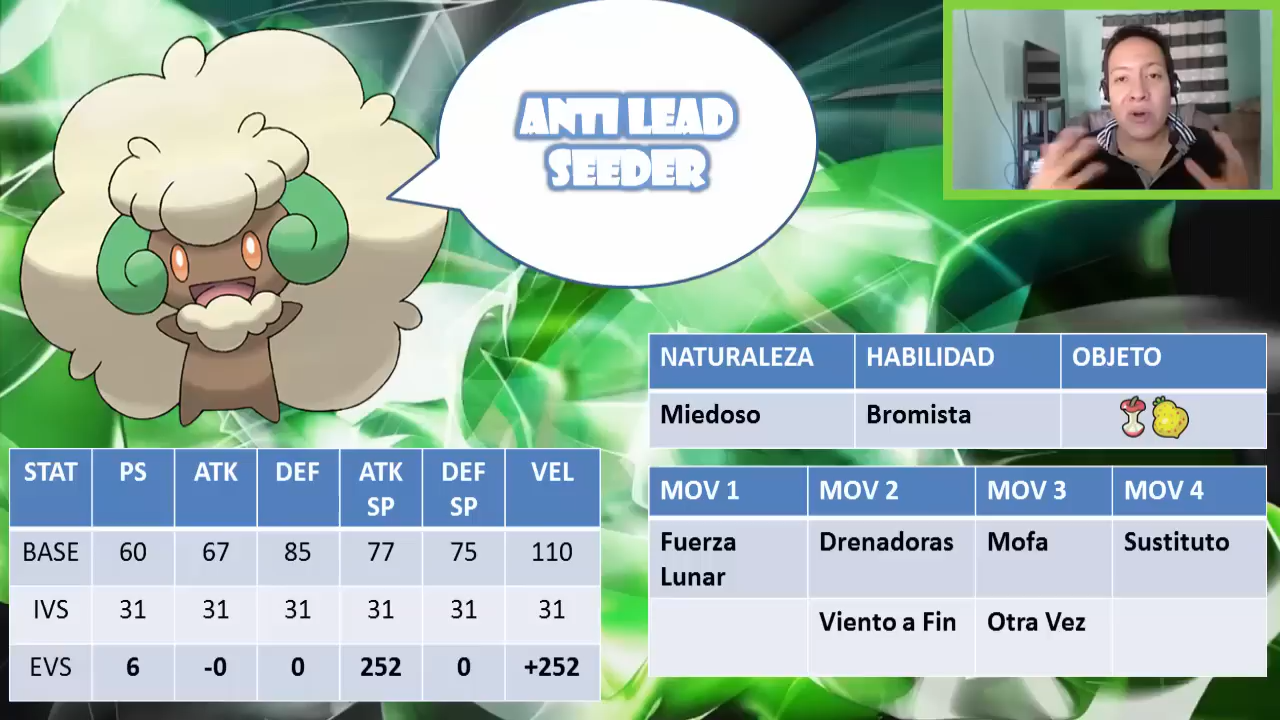 ANTI LEAD
SEEDER
NATURALEZA HABILIDAD OBJETO
Miedoso Bromista
STAT PS ATK DEF ATK SP DEF SP VEL
BASE 60 67 85 77 75 110
IVS 31 31 31 31 31 31
EVS 6 -0 0 252 0 +252
MOV 1 MOV 2 MOV 3 MOV 4
Fuerza Lunar Drenadoras Mofa Sustituto
Viento a Fin Otra Vez